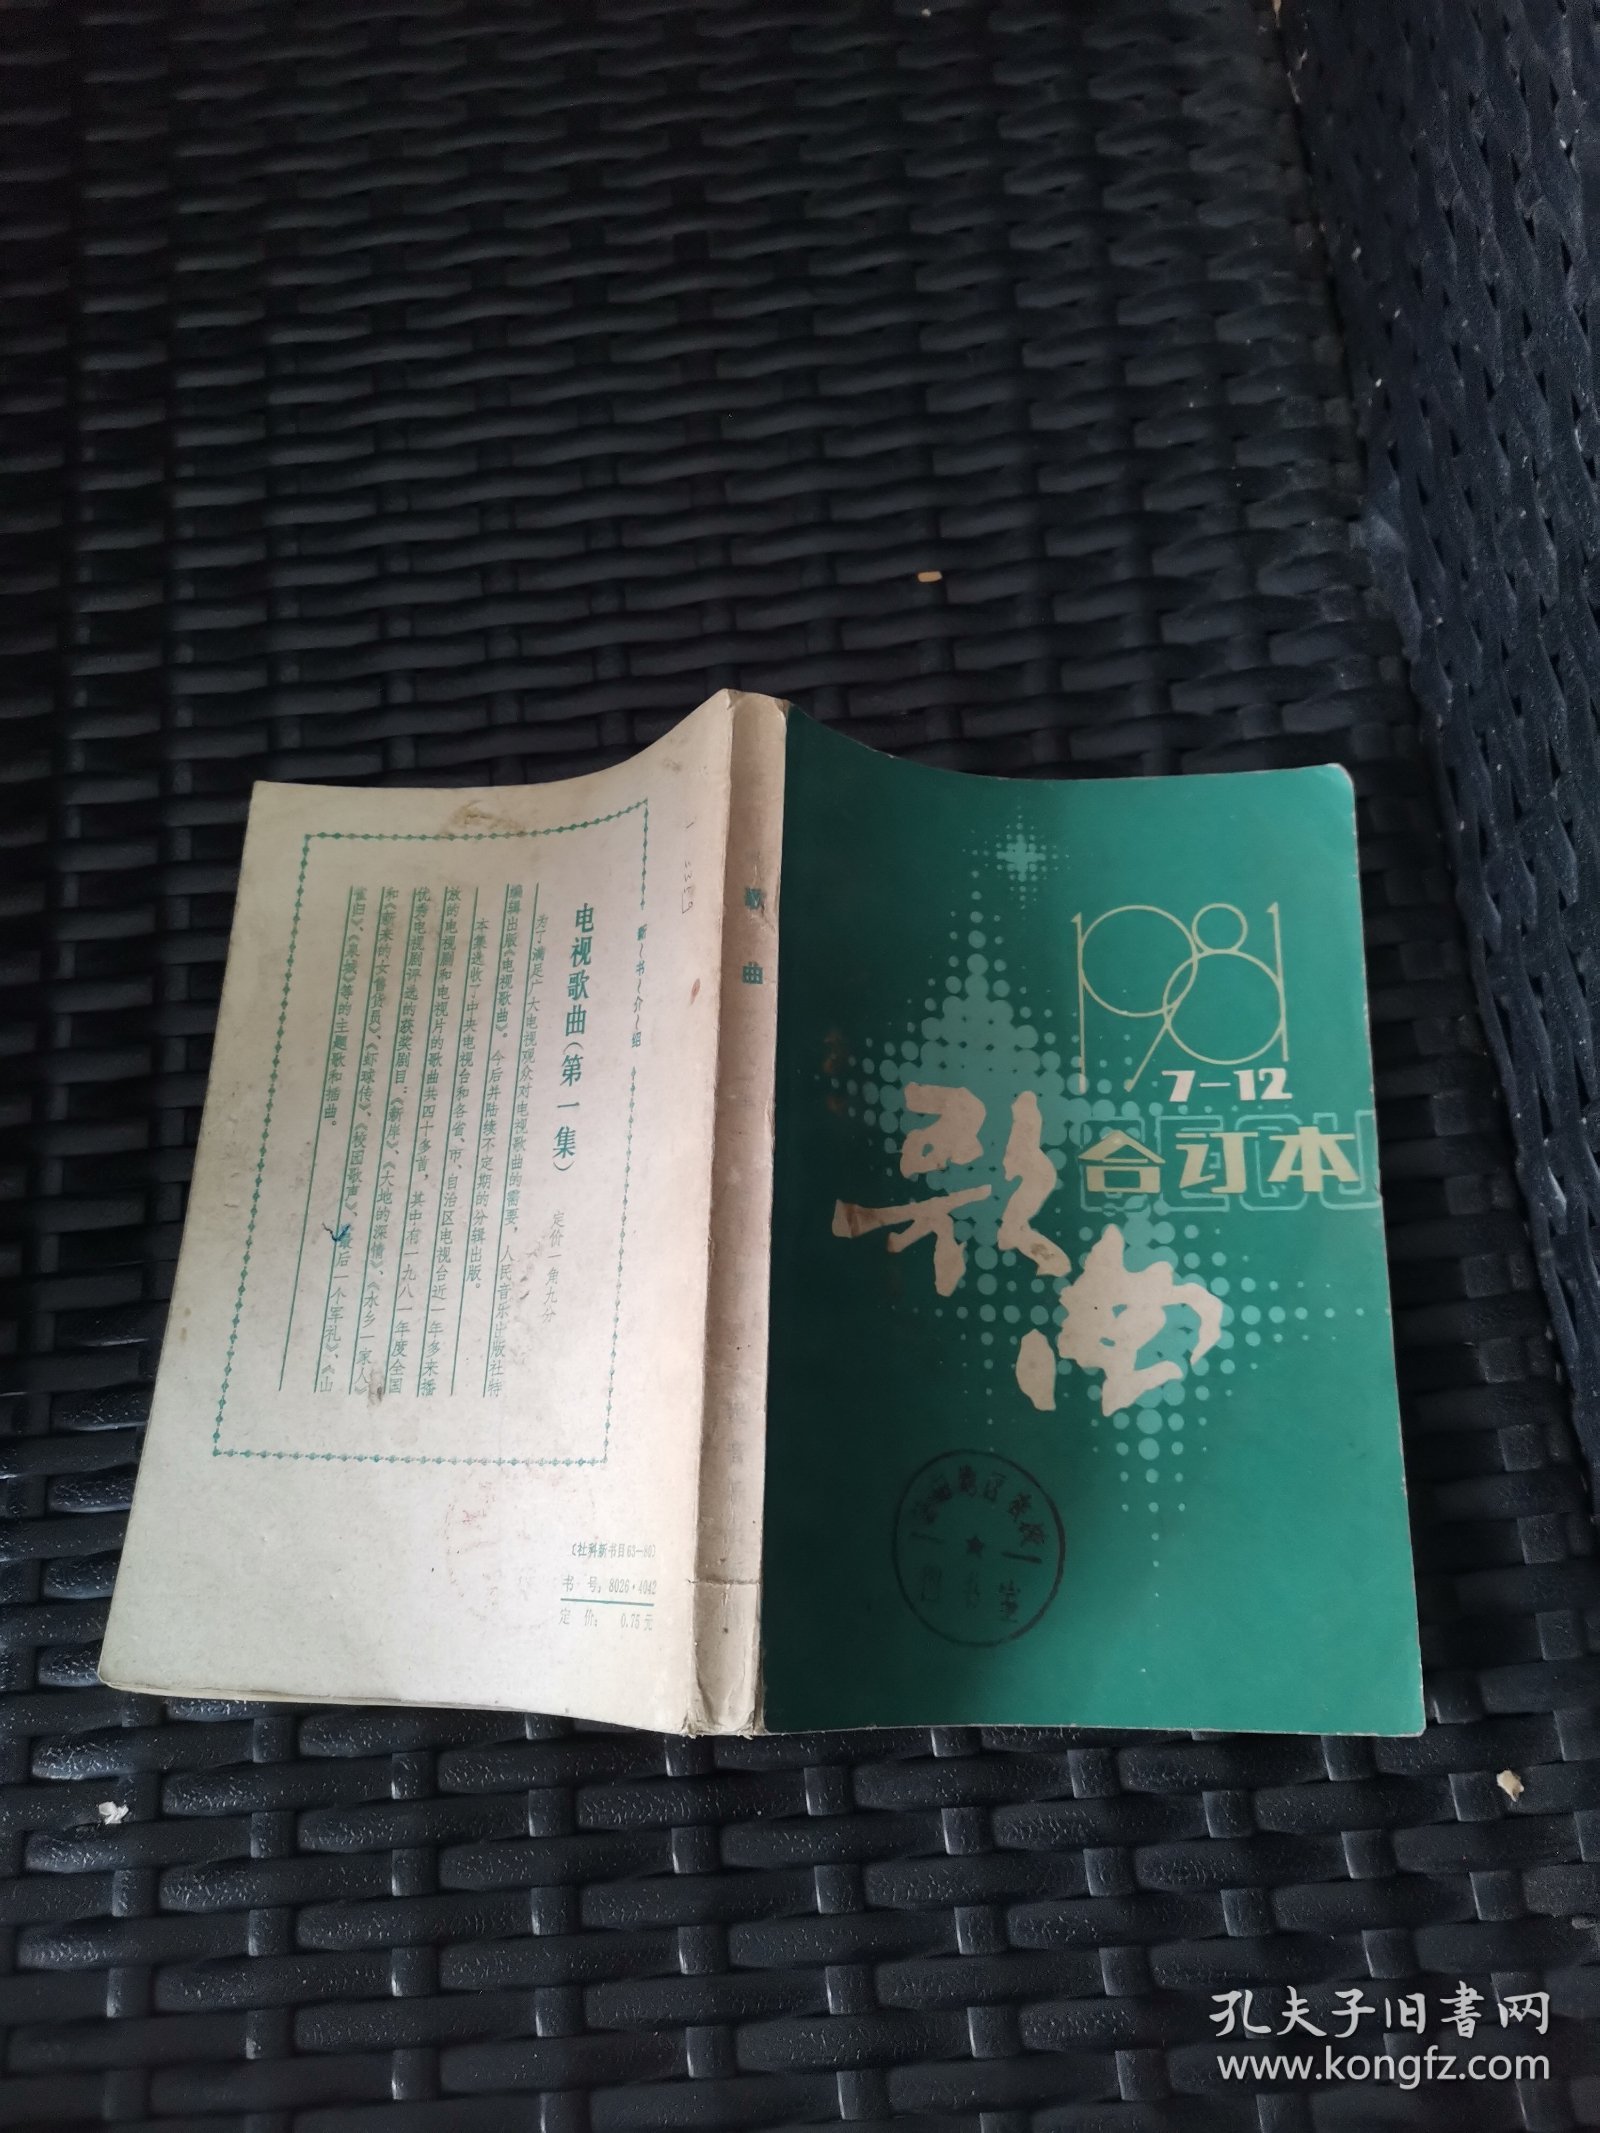 1981
7—12
合订本
GEQU
歌曲
歌曲
新书介绍
电视歌曲（第一集）
定价一角九分
为了满足广大电视观众对电视歌曲的需要，人民音乐出版社特
编辑出版《电视歌曲》。今后并陆续不定期的分辑出版。
本集选收了中央电视台和各省、市、自治区电视台近一年多来播
放的电视剧和电视片的歌曲共四十多首，其中有一九八一年度全国
优秀电视剧评选的获奖剧目：《新岸》、《大地的深情》、《水乡一家人》
和《新来的女售货员》、《虾球传》、《校园歌声》、《最后一个军礼》、《山
雀归》、《泉城》等的主题歌和插曲。
〔社科新书目63—80〕
书号：8026·4042
定价：0.75元
孔夫子旧书网
www.kongfz.com